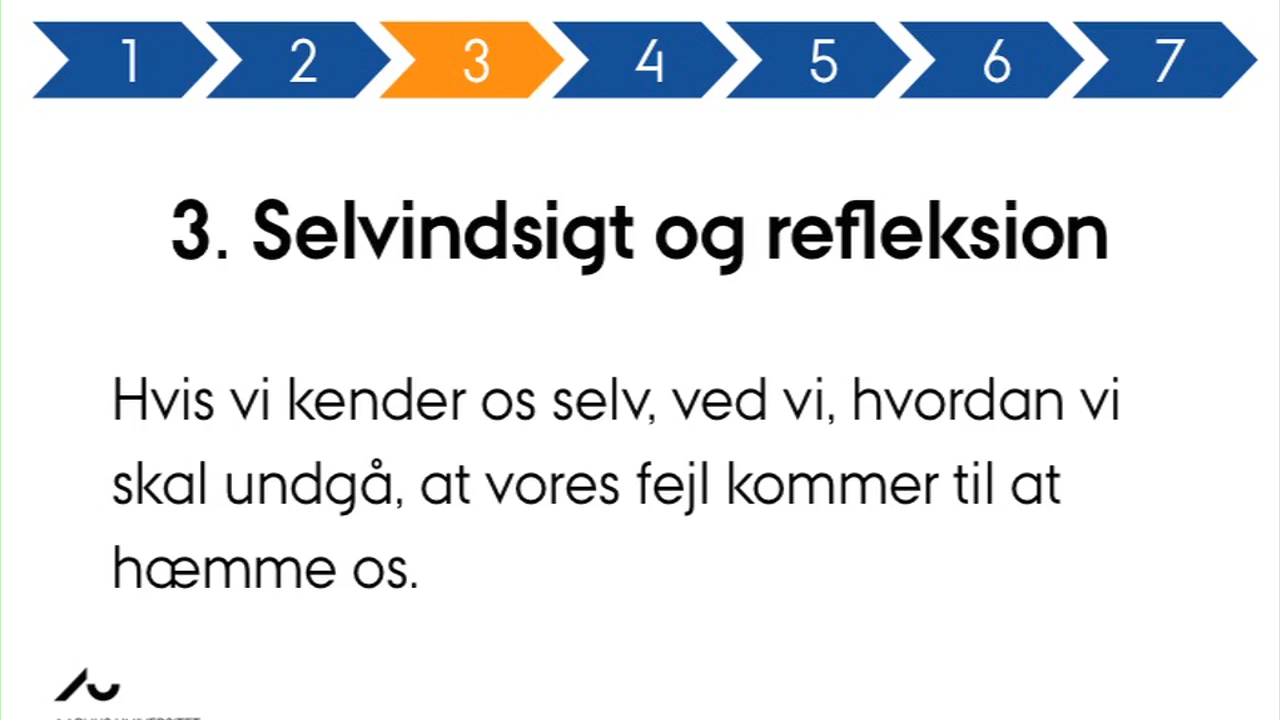 1 2 3 4 5 6 7
3. Selvindsigt og refleksion
Hvis vi kender os selv, ved vi, hvordan vi
skal undgå, at vores fejl kommer til at
hæmme os.